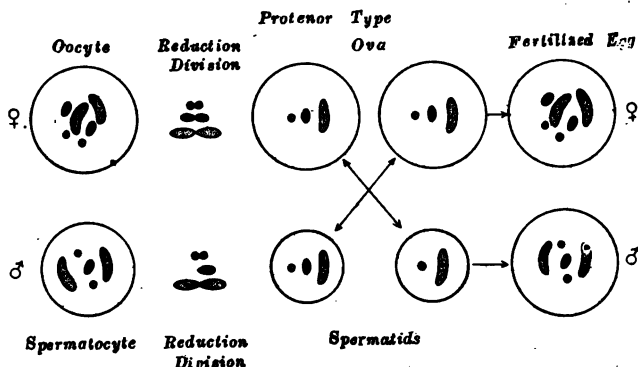 Protenor Type
Oocyte Reduction Division Ova Fertilized Egg
♀ ♀
♂ ♂
Spermatocyte Reduction Division Spermatids